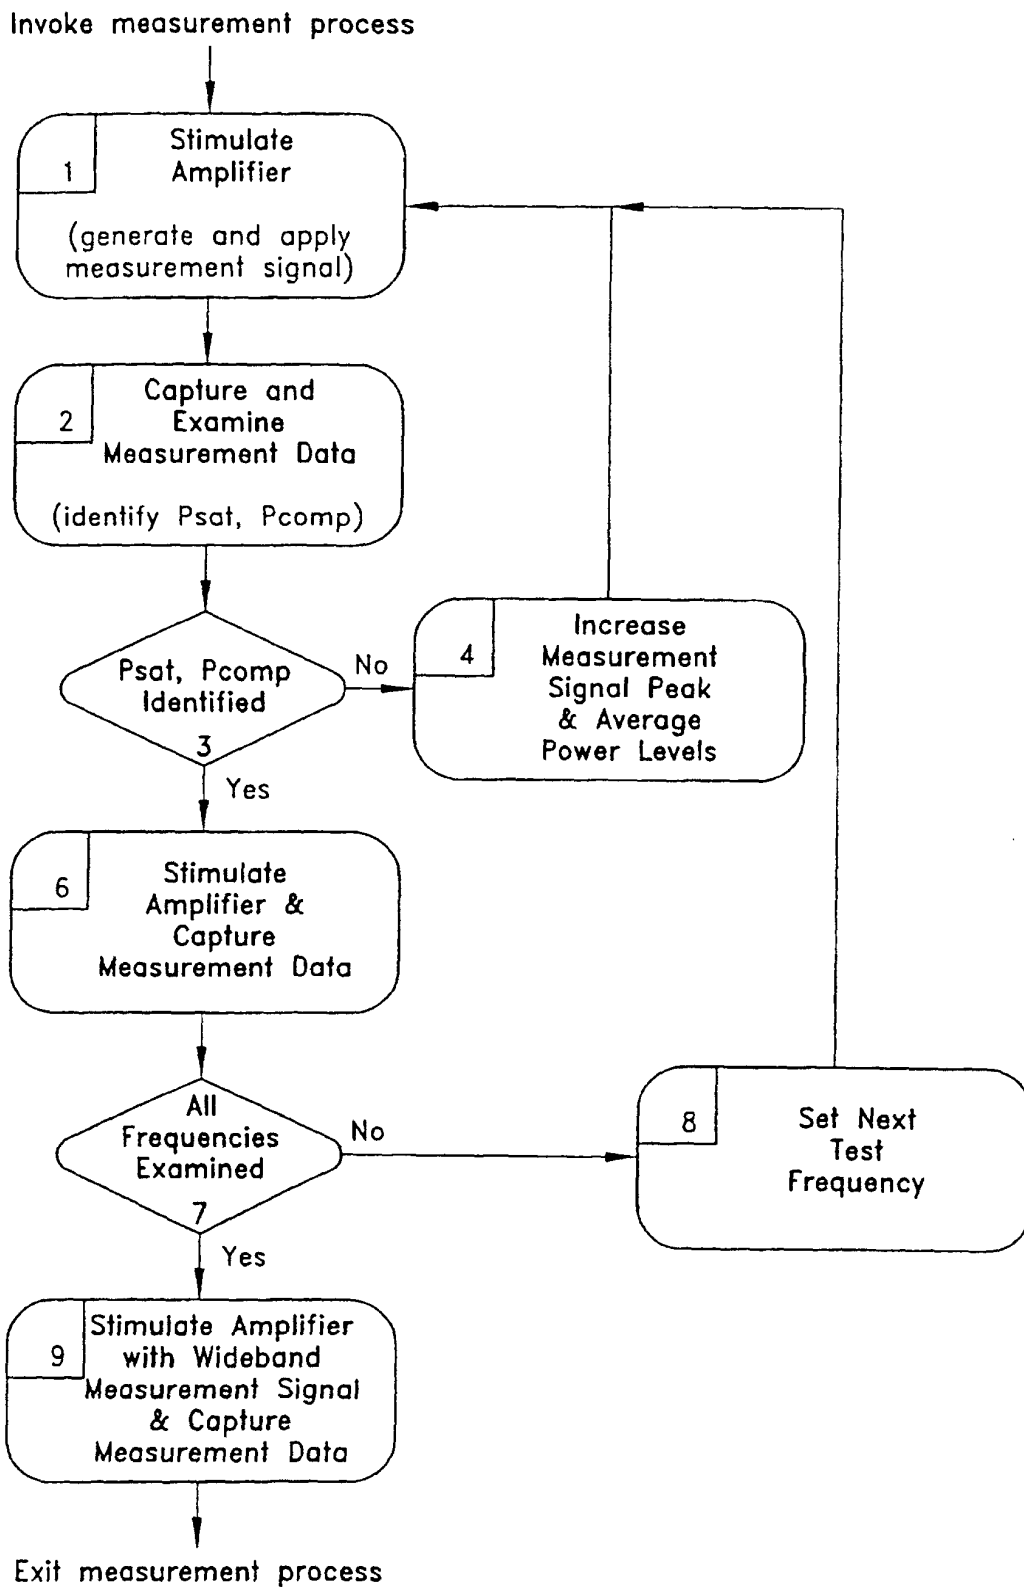 Invoke measurement process
1
Stimulate
Amplifier
(generate and apply
measurement signal)
2
Capture and
Examine
Measurement Data
(identify Psat, Pcomp)
Psat, Pcomp
Identified
3
No
Yes
4
Increase
Measurement
Signal Peak
& Average
Power Levels
6
Stimulate
Amplifier &
Capture
Measurement Data
All
Frequencies
Examined
7
No
Yes
8
Set Next
Test
Frequency
9
Stimulate Amplifier
with Wideband
Measurement Signal
& Capture
Measurement Data
Exit measurement process